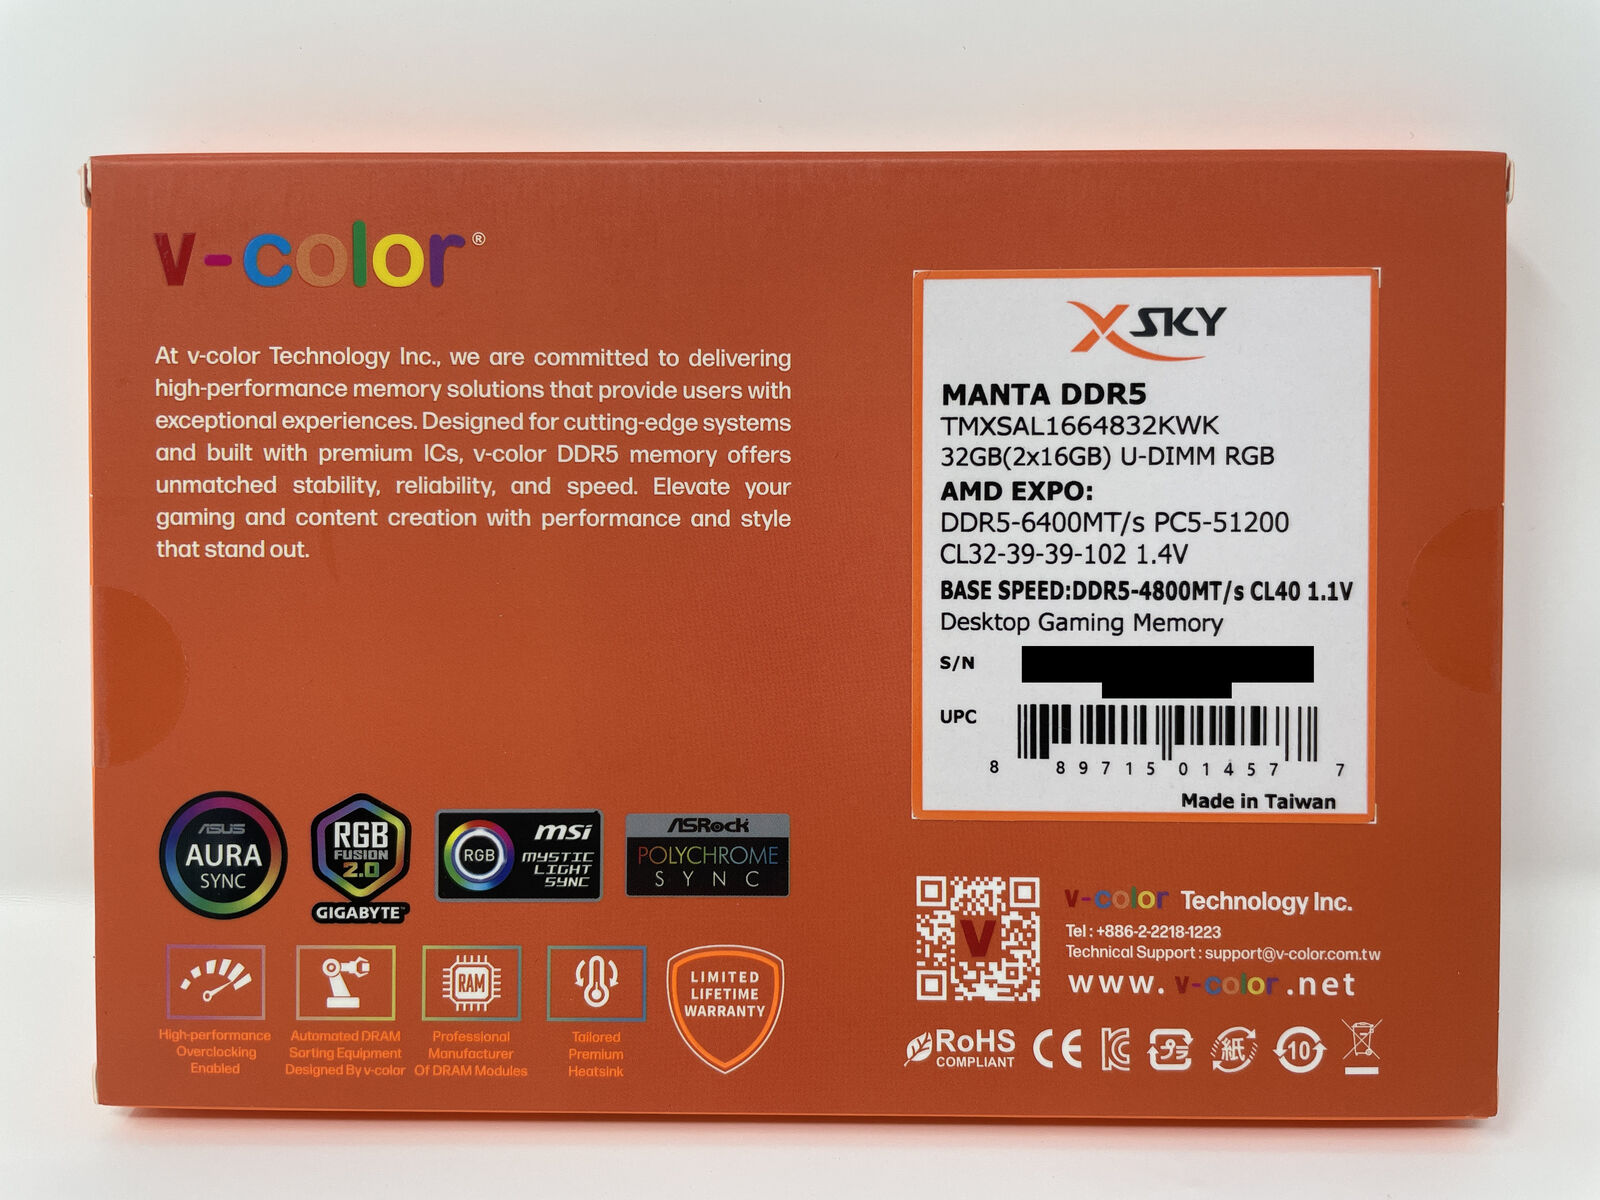 v-color®
At v-color Technology Inc., we are committed to delivering
high-performance memory solutions that provide users with
exceptional experiences. Designed for cutting-edge systems
and built with premium ICs, v-color DDR5 memory offers
unmatched stability, reliability, and speed. Elevate your
gaming and content creation with performance and style
that stand out.
XSKY
MANTA DDR5
TMXSAL1664832KWK
32GB(2x16GB) U-DIMM RGB
AMD EXPO:
DDR5-6400MT/s PC5-51200
CL32-39-39-102 1.4V
BASE SPEED:DDR5-4800MT/s CL40 1.1V
Desktop Gaming Memory
S/N
UPC
8 89715 01457 7
Made in Taiwan
ASUS
AURA
SYNC
RGB
FUSION
2.0
GIGABYTE™
RGB
msi
MYSTIC
LIGHT
SYNC
ASRock
POLYCHROME
SYNC
High-performance
Overclocking
Enabled
Automated DRAM
Sorting Equipment
Designed By v-color
RAM
Professional
Manufacturer
Of DRAM Modules
Tailored
Premium
Heatsink
LIMITED
LIFETIME
WARRANTY
V
v-color Technology Inc.
Tel : +886-2-2218-1223
Technical Support : support@v-color.com.tw
www.v-color.net
RoHS
COMPLIANT
CE
プラ
紙
10